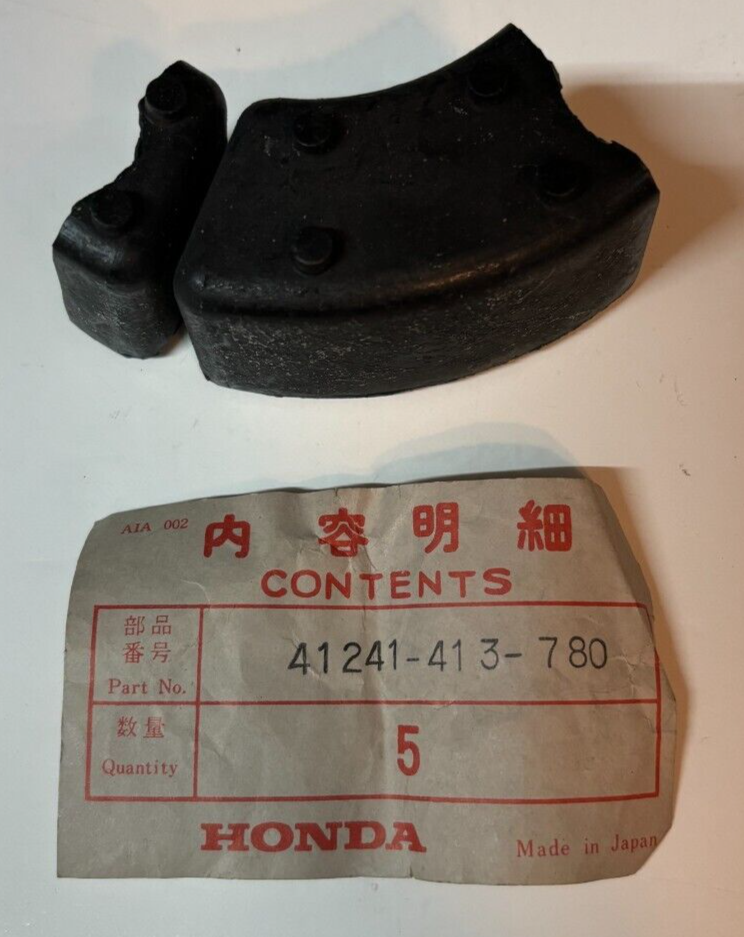 AIA 002
内容明細
CONTENTS
部品
番号
Part No.
41241-413-780
数量
Quantity
5
HONDA
Made in Japan